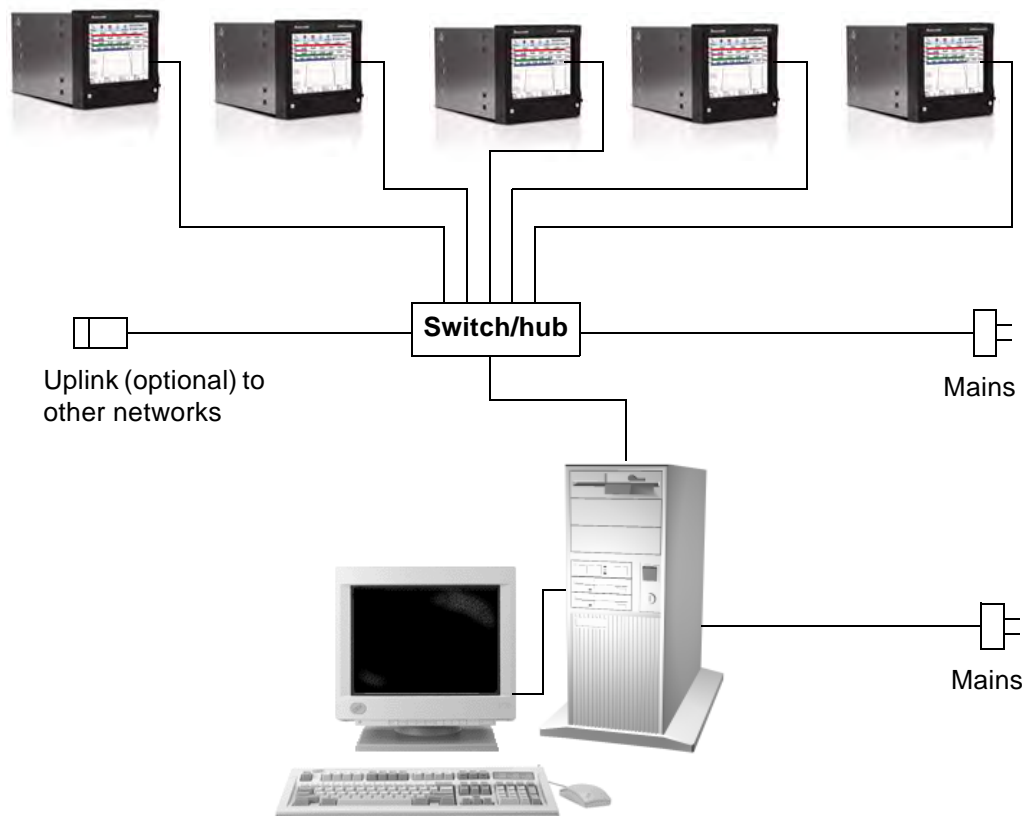 Switch/hub
Uplink (optional) to
other networks
Mains
Mains